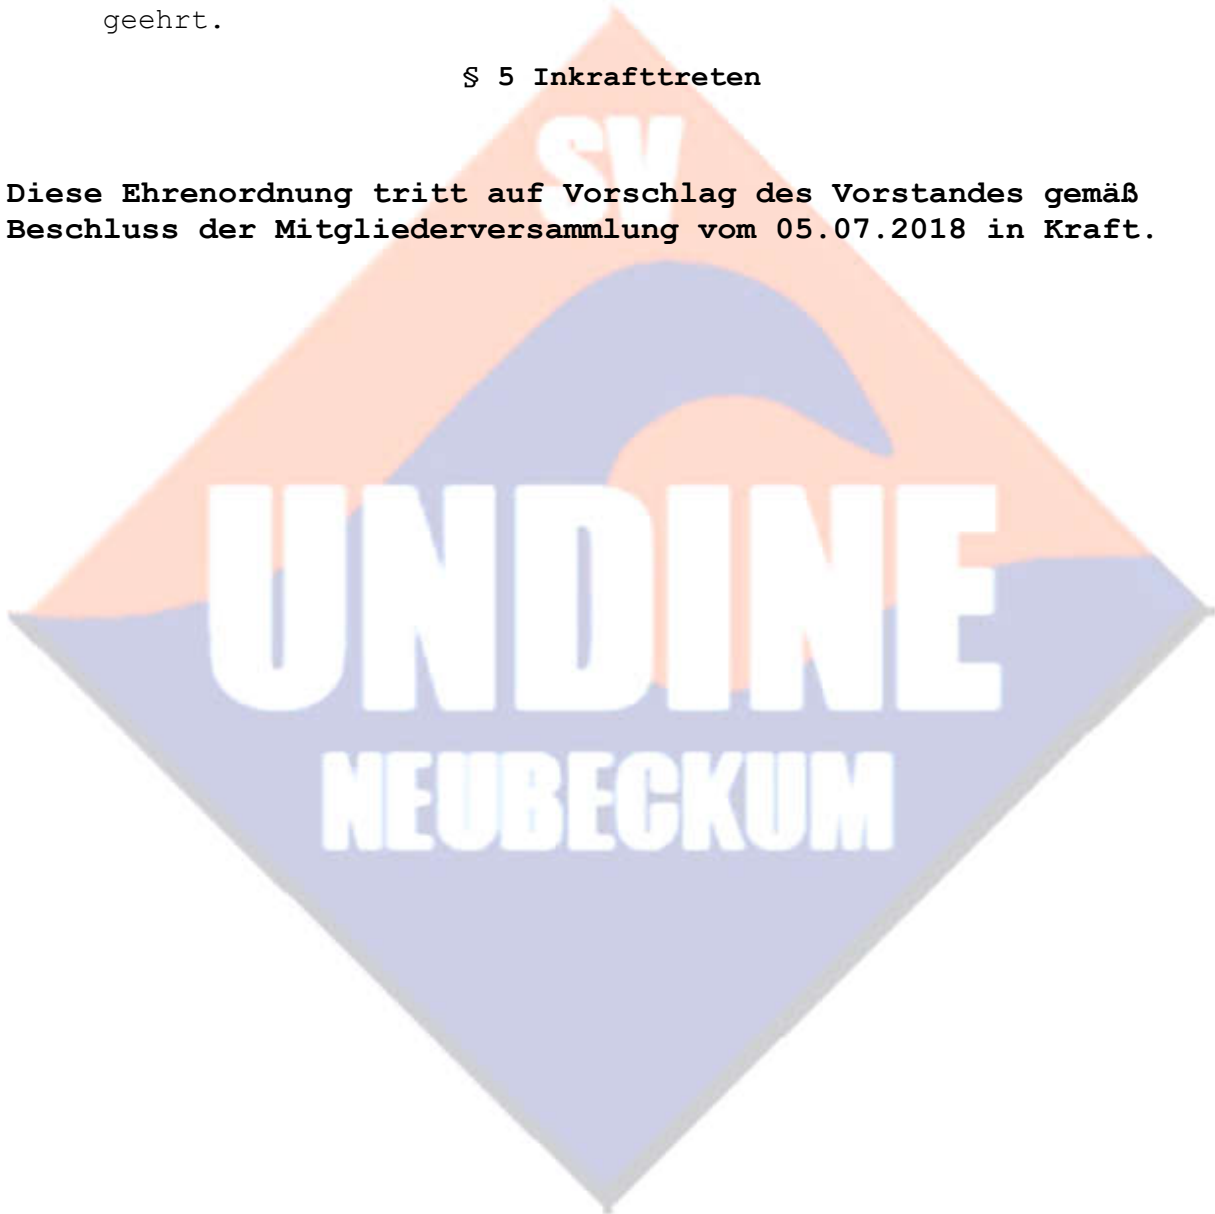 geehrt.
§ 5 Inkrafttreten
SV
Diese Ehrenordnung tritt auf Vorschlag des Vorstandes gemäß
Beschluss der Mitgliederversammlung vom 05.07.2018 in Kraft.
UNDINE
NEUBECKUM